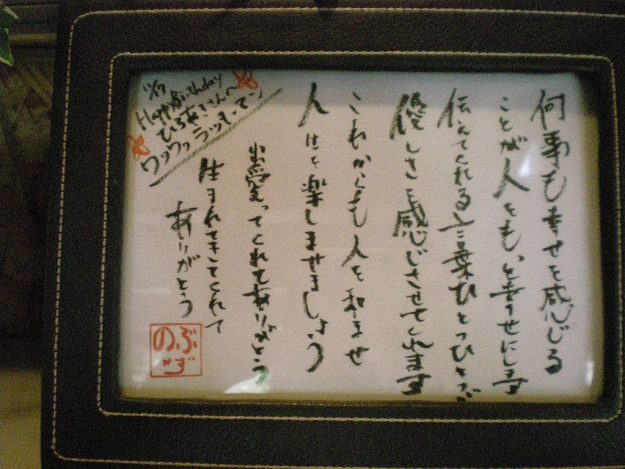 何事も幸せを感じる
ことが人をもっと幸せにします
伝えてくれる言葉ひとつひとつが
優しさを感じさせてくれます
これからも人を和ませ
人生を楽しませましょう
出愛ってくれてありがとう
生まれてきてくれて
ありがとう
Happy birthday
さんへ